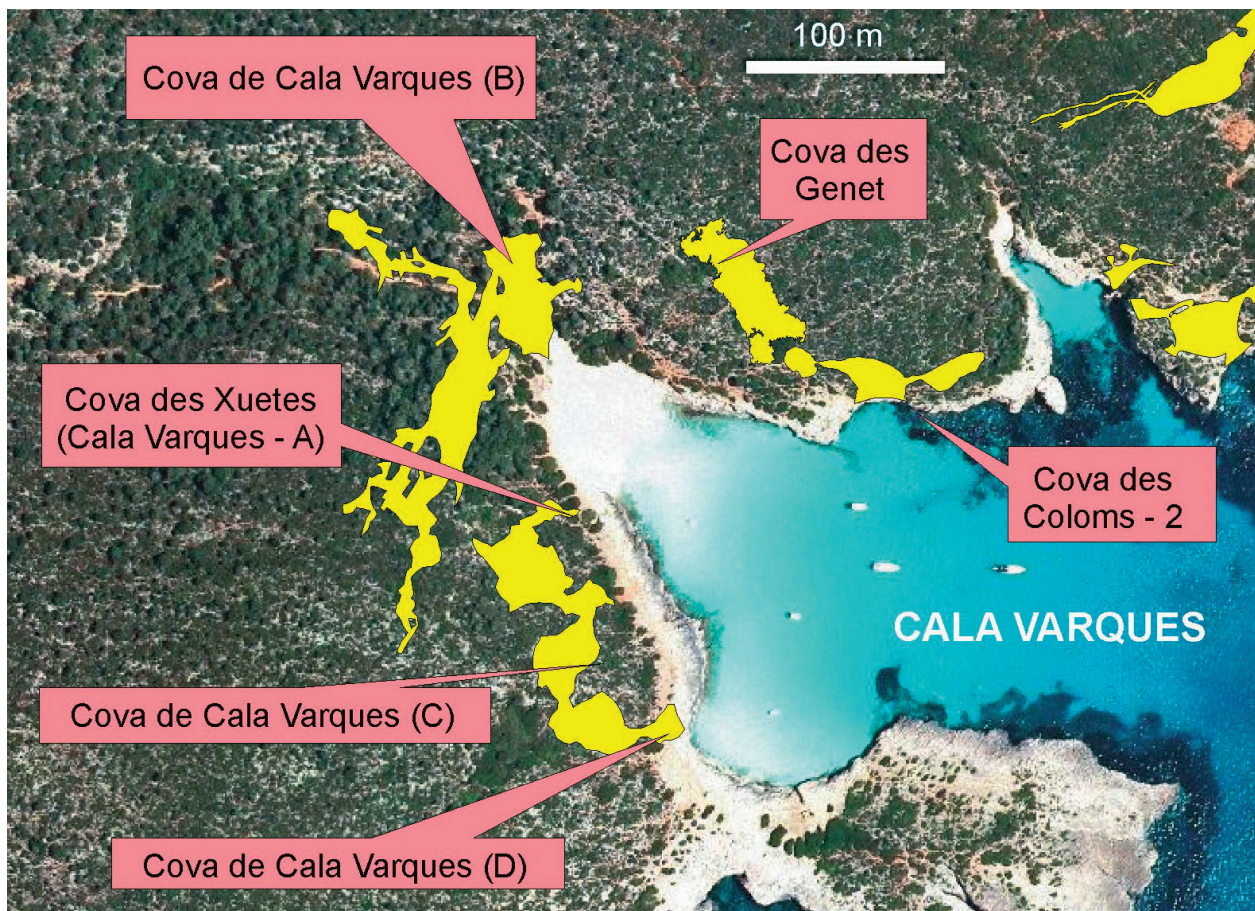 100 m
Cova de Cala Varques (B)
Cova des
Genet
Cova des Xuetes
(Cala Varques - A)
Cova des
Coloms - 2
CALA VARQUES
Cova de Cala Varques (C)
Cova de Cala Varques (D)